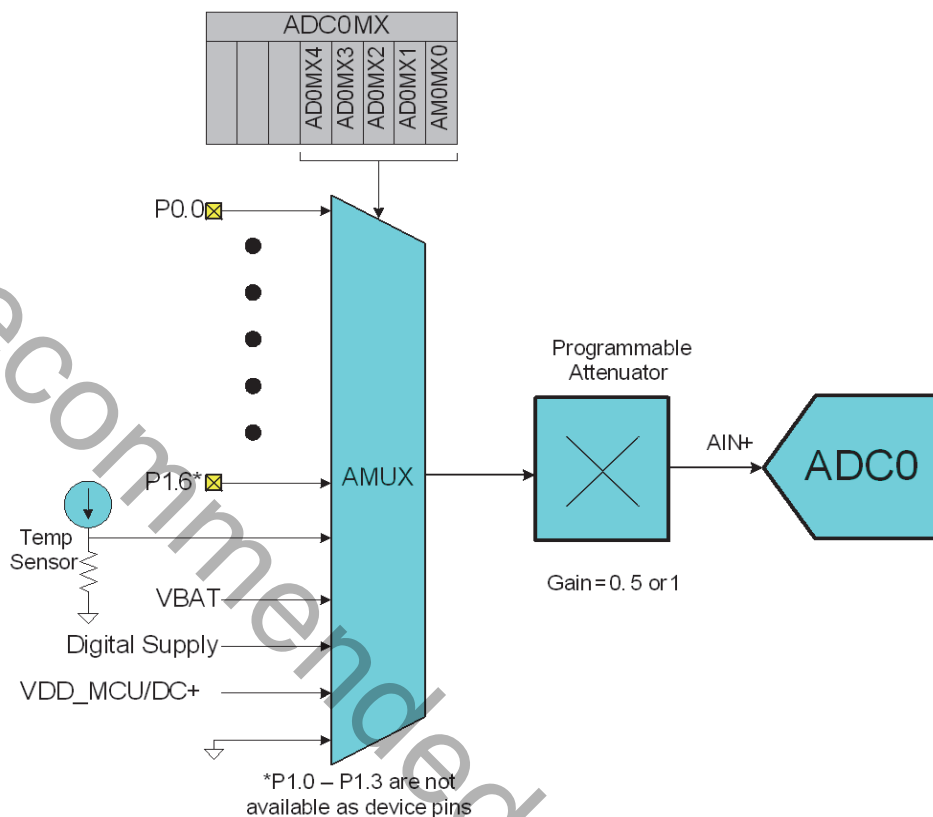 ADC0MX
AD0MX4
AD0MX3
AD0MX2
AD0MX1
AM0MX0
P0.0
Programmable
Attenuator
AIN+
ADC0
P1.6*
AMUX
Temp
Sensor
Gain=0.5 or 1
VBAT
Digital Supply
VDD_MCU/DC+
*P1.0 – P1.3 are not
available as device pins
ecommended